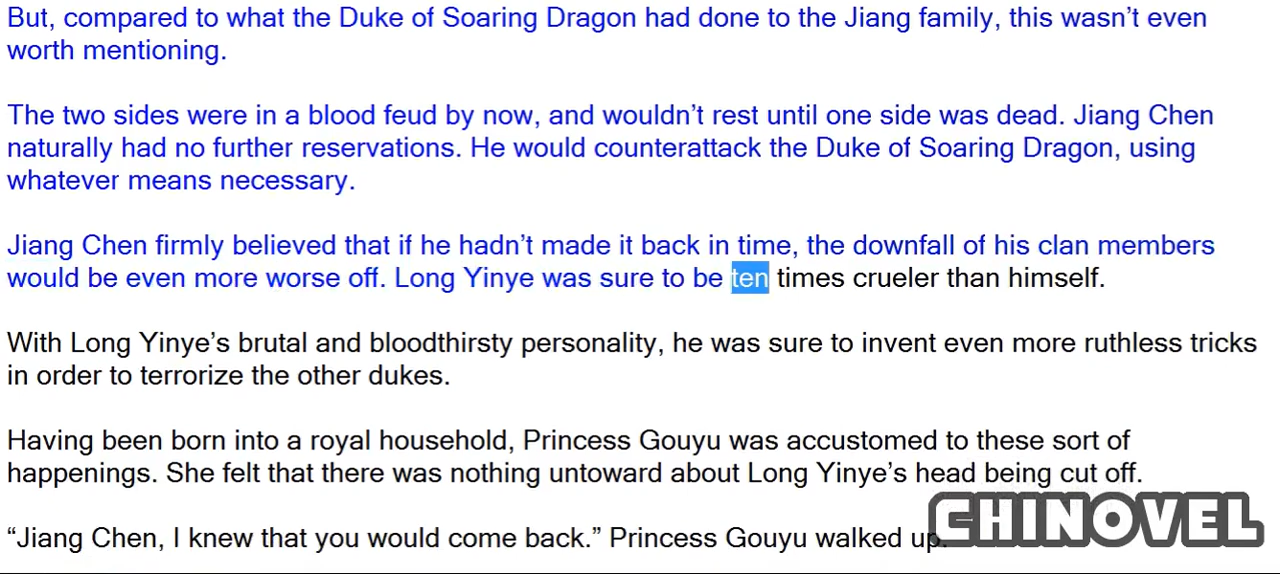 But, compared to what the Duke of Soaring Dragon had done to the Jiang family, this wasn’t even
worth mentioning.
The two sides were in a blood feud by now, and wouldn’t rest until one side was dead. Jiang Chen
naturally had no further reservations. He would counterattack the Duke of Soaring Dragon, using
whatever means necessary.
Jiang Chen firmly believed that if he hadn’t made it back in time, the downfall of his clan members
would be even more worse off. Long Yinye was sure to be ten times crueler than himself.
With Long Yinye’s brutal and bloodthirsty personality, he was sure to invent even more ruthless tricks
in order to terrorize the other dukes.
Having been born into a royal household, Princess Gouyu was accustomed to these sort of
happenings. She felt that there was nothing untoward about Long Yinye’s head being cut off.
“Jiang Chen, I knew that you would come back.” Princess Gouyu walked up.
CHINOVEL